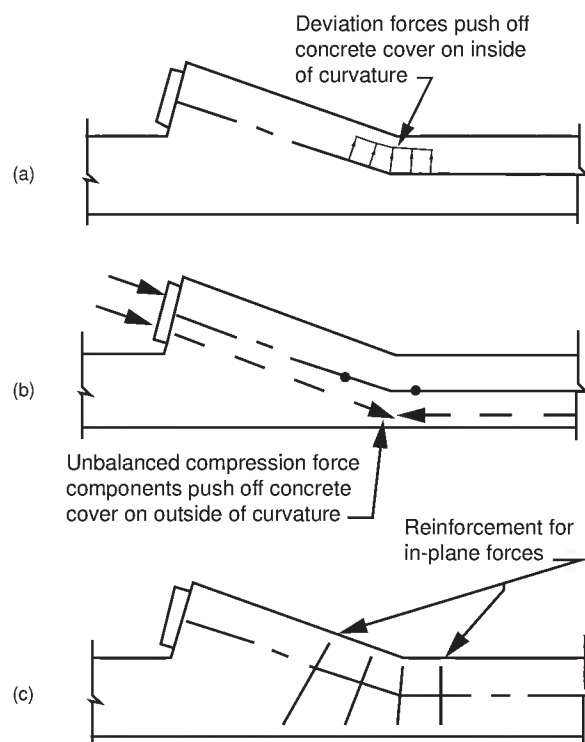 Deviation forces push off
concrete cover on inside
of curvature
(a)
(b)
Unbalanced compression force
components push off concrete
cover on outside of curvature
Reinforcement for
in-plane forces
(c)